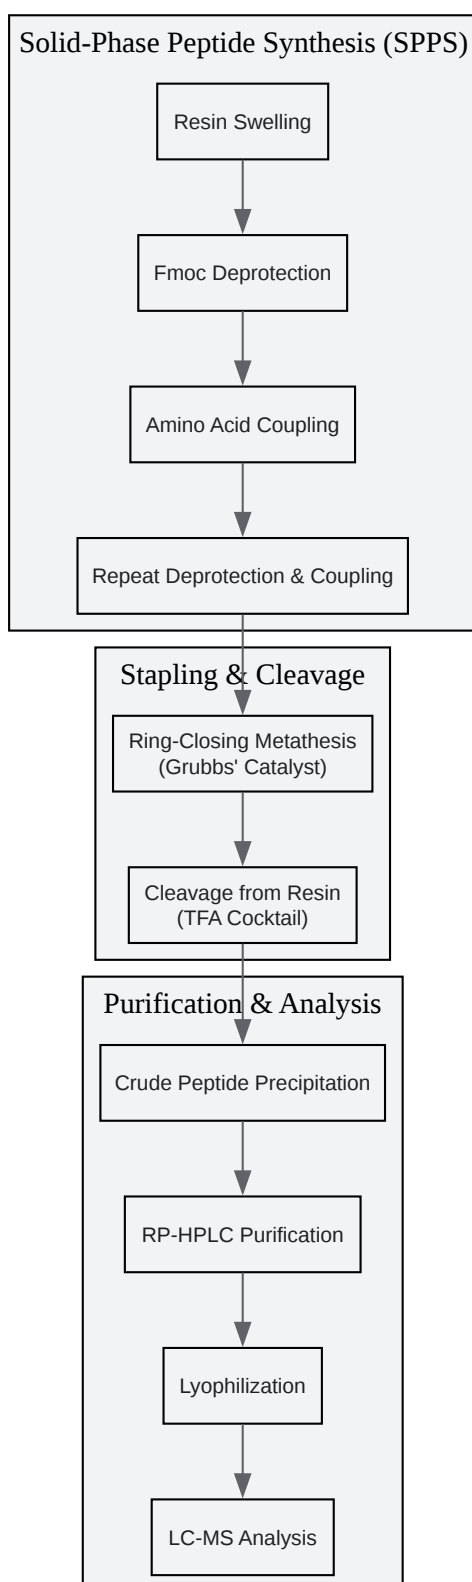 Solid-Phase Peptide Synthesis (SPPS)
Resin Swelling
Fmoc Deprotection
Amino Acid Coupling
Repeat Deprotection & Coupling
Stapling & Cleavage
Ring-Closing Metathesis
(Grubbs' Catalyst)
Cleavage from Resin
(TFA Cocktail)
Purification & Analysis
Crude Peptide Precipitation
RP-HPLC Purification
Lyophilization
LC-MS Analysis